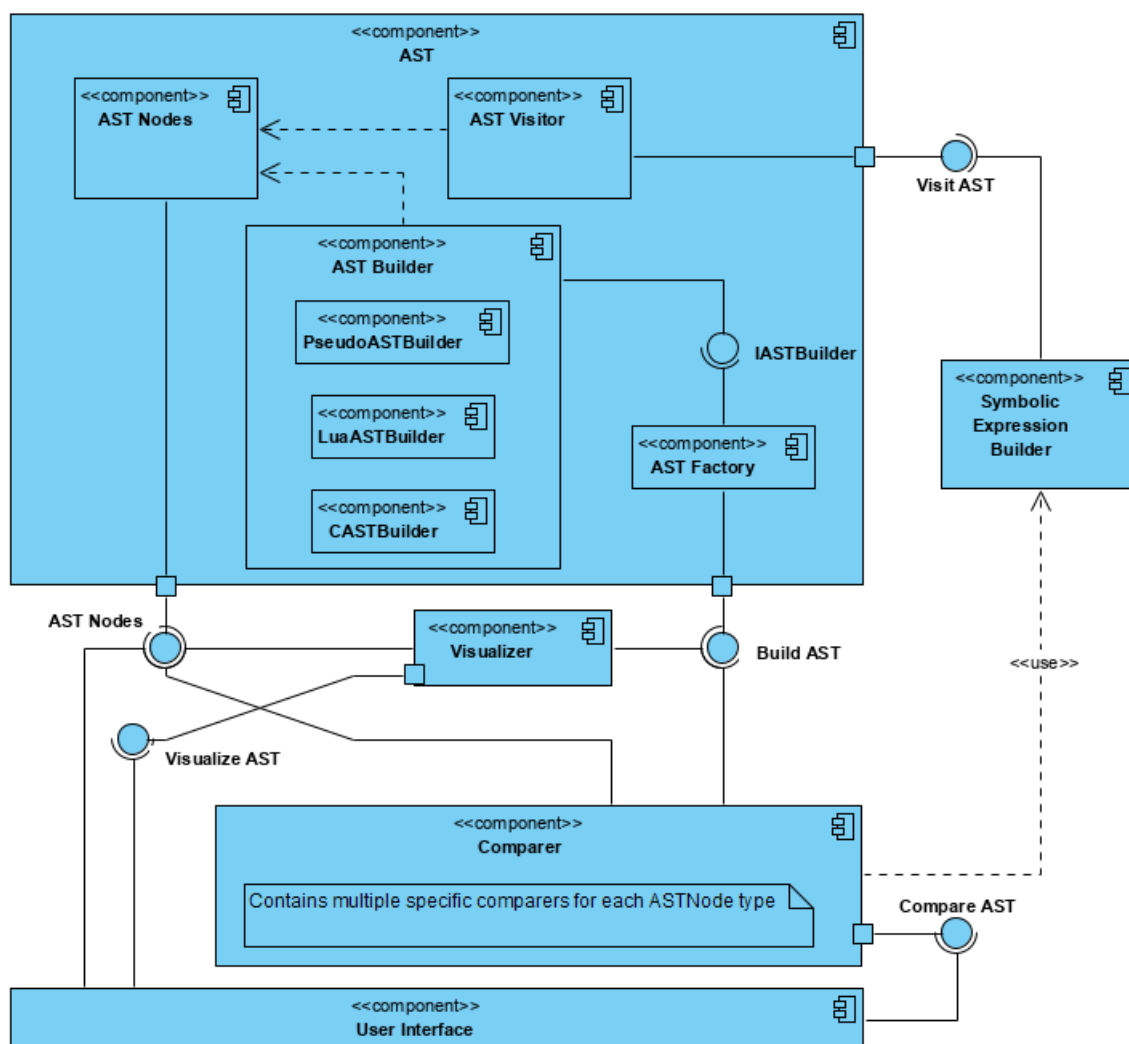 <<component>>
AST
<<component>>
AST Nodes
<<component>>
AST Visitor
Visit AST
<<component>>
AST Builder
<<component>>
PseudoASTBuilder
IASTBuilder
<<component>>
LuaASTBuilder
<<component>>
Symbolic
Expression
Builder
<<component>>
AST Factory
<<component>>
CASTBuilder
AST Nodes
<<component>>
Visualizer
Build AST
<<use>>
Visualize AST
<<component>>
Comparer
Contains multiple specific comparers for each ASTNode type
Compare AST
<<component>>
User Interface